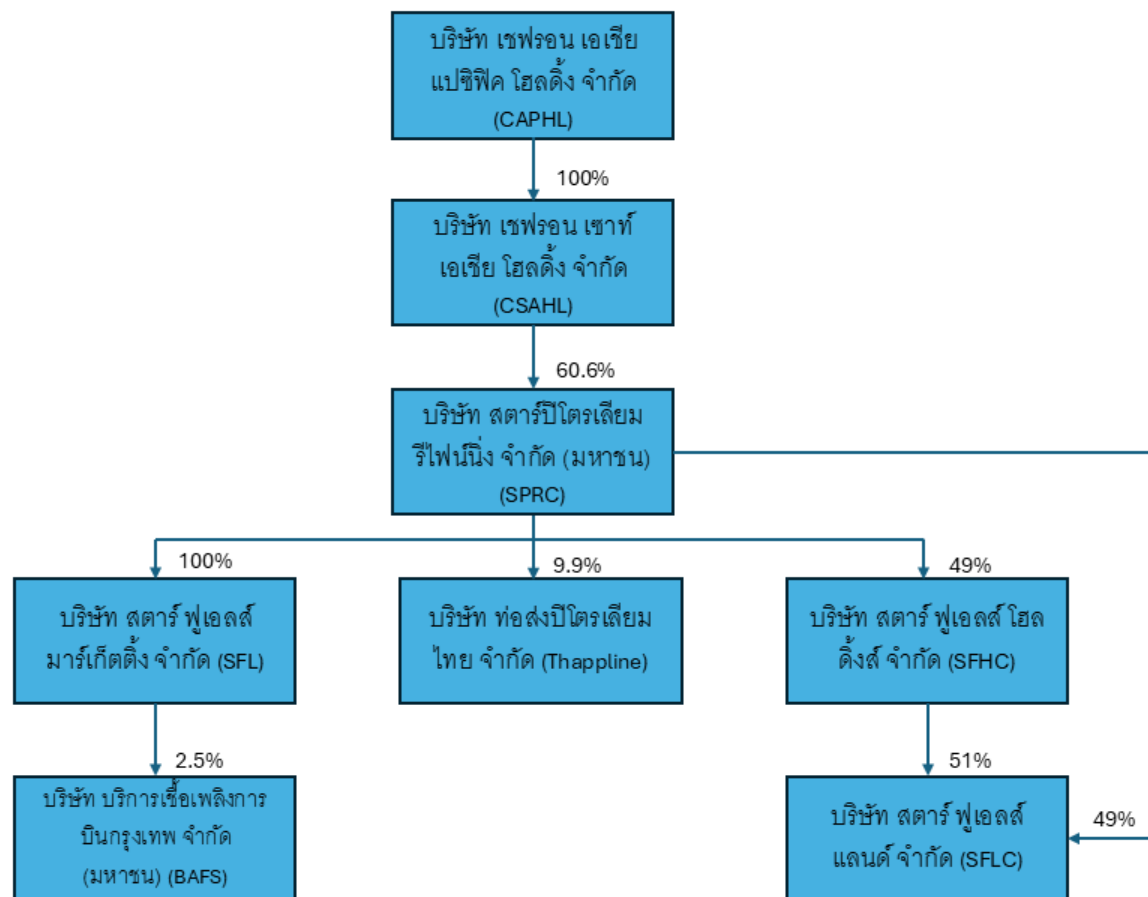 บริษัท เชฟรอน เอเชีย
แปซิฟิค โฮลดิ้ง จำกัด
(CAPHL)
100%
บริษัท เชฟรอน เซาท์
เอเชีย โฮลดิ้ง จำกัด
(CSAHL)
60.6%
บริษัท สตาร์ปิโตรเลียม
รีไฟน์นิ่ง จำกัด (มหาชน)
(SPRC)
100%
9.9%
49%
บริษัท สตาร์ ฟูเอลส์
มาร์เก็ตติ้ง จำกัด (SFL)
บริษัท ท่อส่งปิโตรเลียม
ไทย จำกัด (Thappline)
บริษัท สตาร์ ฟูเอลส์ โฮล
ดิ้งส์ จำกัด (SFHC)
2.5%
51%
บริษัท บริการเชื้อเพลิงการ
บินกรุงเทพ จำกัด
(มหาชน) (BAFS)
บริษัท สตาร์ ฟูเอลส์
แลนด์ จำกัด (SFLC)
49%